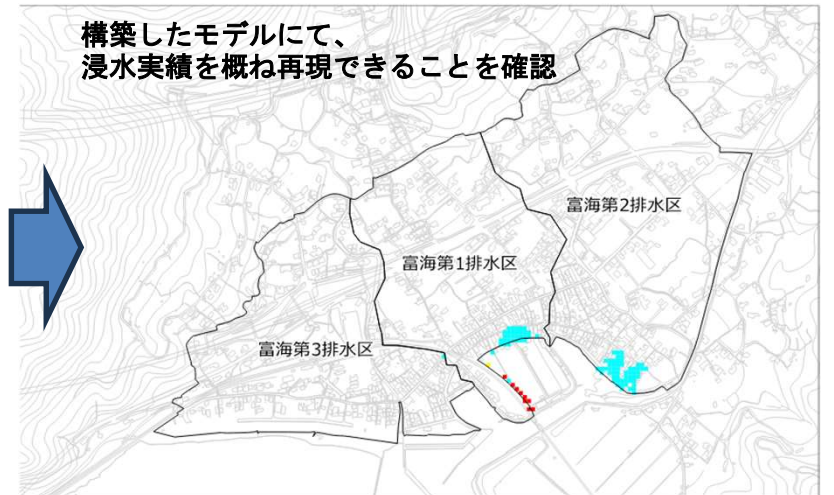 構築したモデルにて、
浸水実績を概ね再現できることを確認
富海第2排水区
富海第1排水区
富海第3排水区